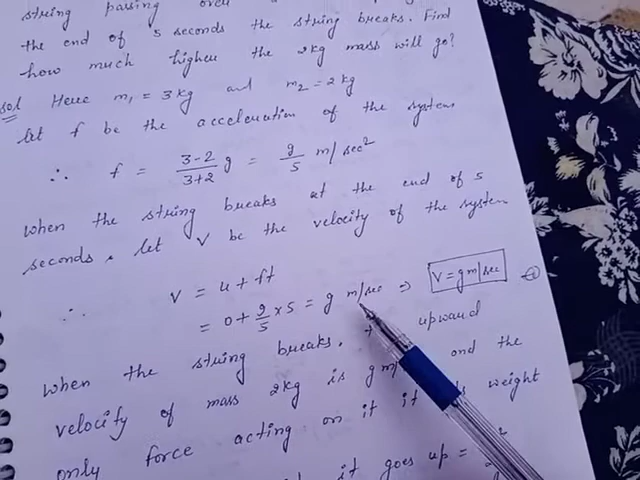 string passing over
the end of 5 seconds the string breaks. Find
how much higher the 2kg mass will go?
sol Here m₁ = 3 kg and m₂ = 2 kg
let f be the acceleration of the system
∴ f = (3-2)/(3+2) g = g/5 m/sec²
When the string breaks at the end of 5
seconds. let V be the velocity of the system
∴ V = u + ft
= 0 + g/5 × 5 = g m/sec ⇒ V = g m/sec
When the string breaks. upward
velocity of mass 2kg is g m/ and the
only force acting on it weight
it goes up =